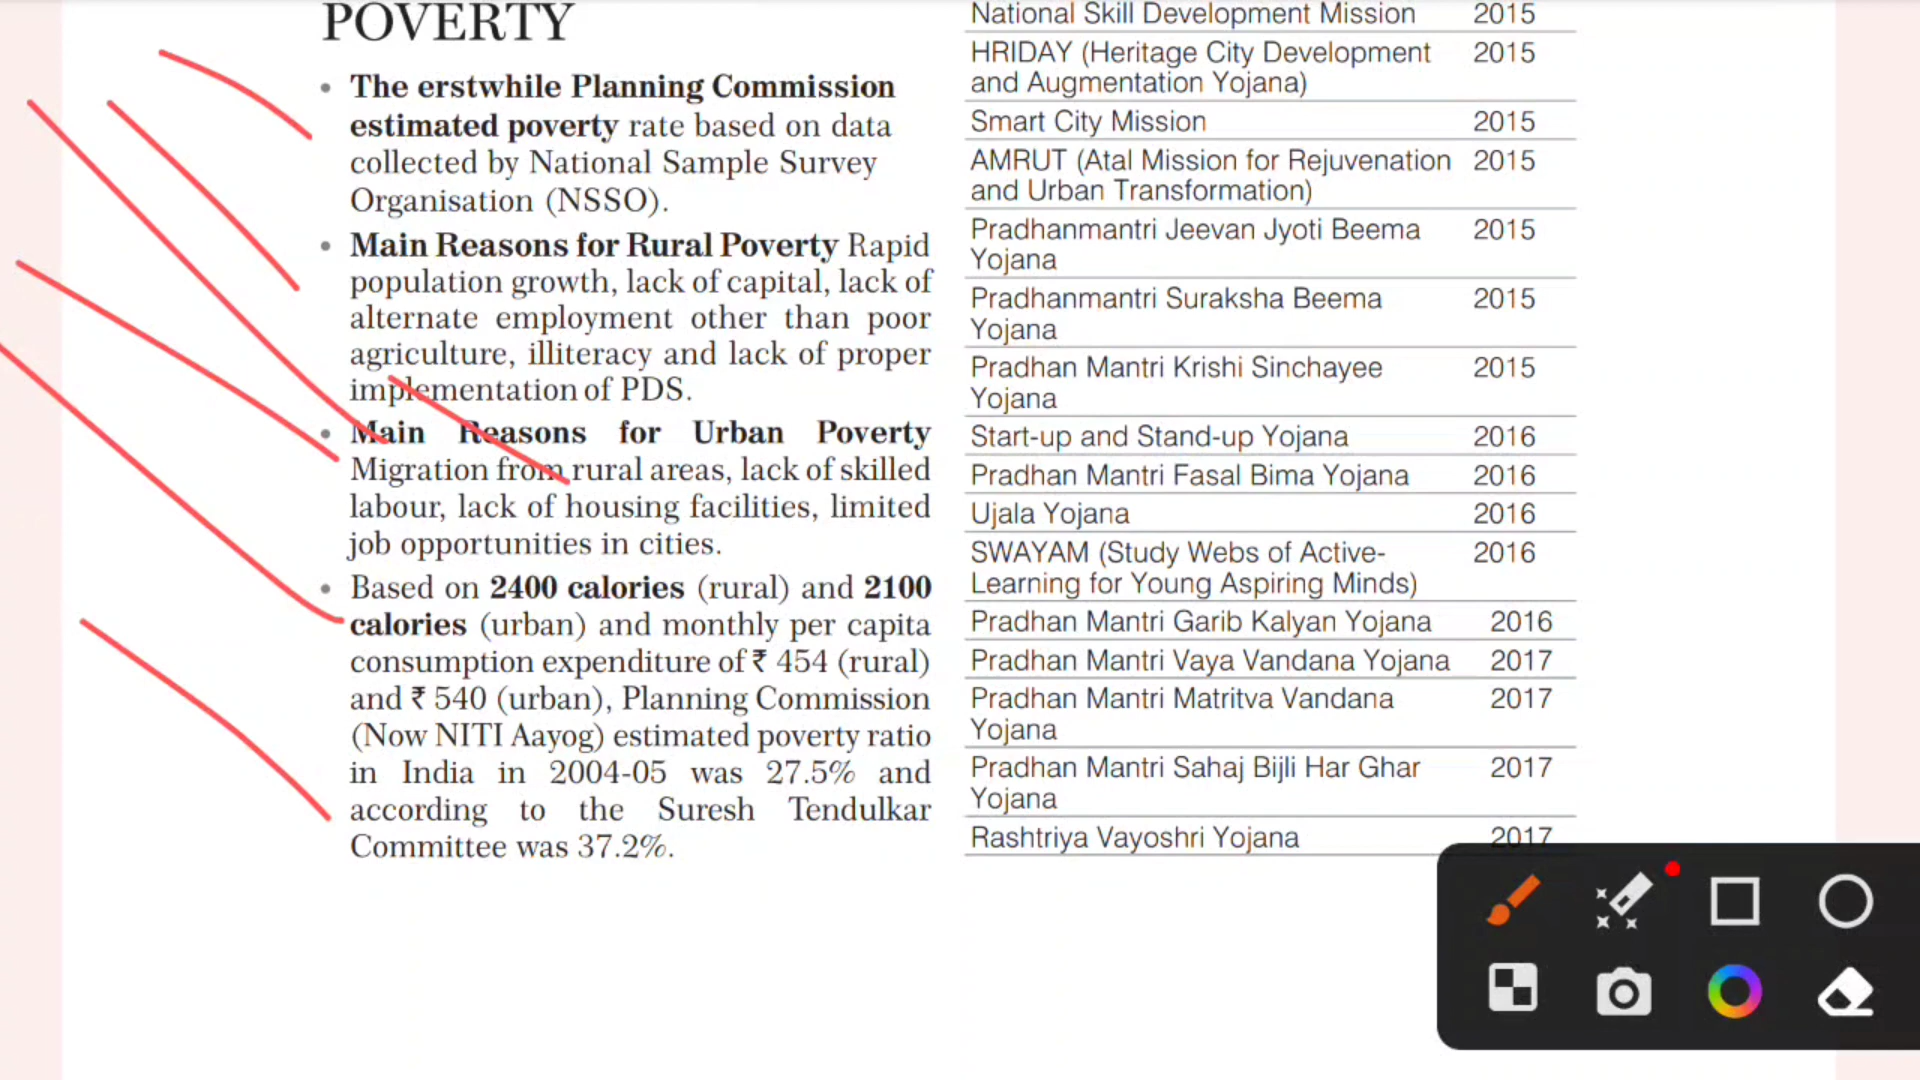 POVERTY
• The erstwhile Planning Commission
estimated poverty rate based on data
collected by National Sample Survey
Organisation (NSSO).
• Main Reasons for Rural Poverty Rapid
population growth, lack of capital, lack of
alternate employment other than poor
agriculture, illiteracy and lack of proper
implementation of PDS.
• Main Reasons for Urban Poverty
Migration from rural areas, lack of skilled
labour, lack of housing facilities, limited
job opportunities in cities.
• Based on 2400 calories (rural) and 2100
calories (urban) and monthly per capita
consumption expenditure of ₹ 454 (rural)
and ₹ 540 (urban), Planning Commission
(Now NITI Aayog) estimated poverty ratio
in India in 2004-05 was 27.5% and
according to the Suresh Tendulkar
Committee was 37.2%.
National Skill Development Mission 2015
HRIDAY (Heritage City Development 2015
and Augmentation Yojana)
Smart City Mission 2015
AMRUT (Atal Mission for Rejuvenation 2015
and Urban Transformation)
Pradhanmantri Jeevan Jyoti Beema 2015
Yojana
Pradhanmantri Suraksha Beema 2015
Yojana
Pradhan Mantri Krishi Sinchayee 2015
Yojana
Start-up and Stand-up Yojana 2016
Pradhan Mantri Fasal Bima Yojana 2016
Ujala Yojana 2016
SWAYAM (Study Webs of Active- 2016
Learning for Young Aspiring Minds)
Pradhan Mantri Garib Kalyan Yojana 2016
Pradhan Mantri Vaya Vandana Yojana 2017
Pradhan Mantri Matritva Vandana 2017
Yojana
Pradhan Mantri Sahaj Bijli Har Ghar 2017
Yojana
Rashtriya Vayoshri Yojana 2017